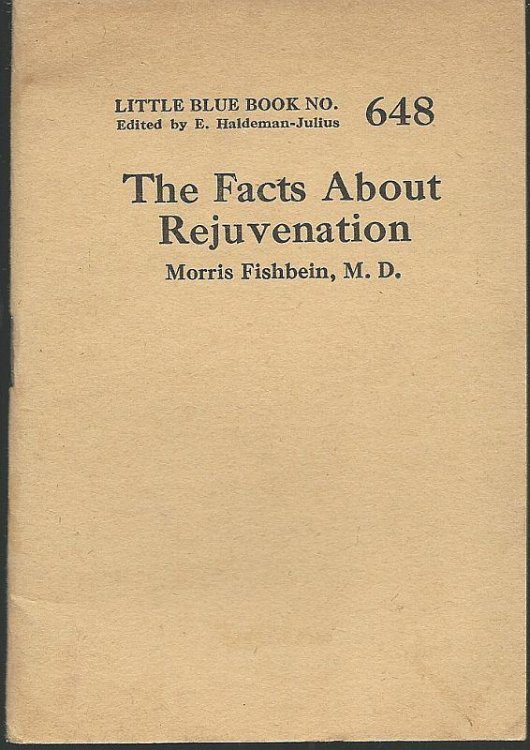 LITTLE BLUE BOOK NO. 648
Edited by E. Haldeman-Julius
The Facts About
Rejuvenation
Morris Fishbein, M. D.